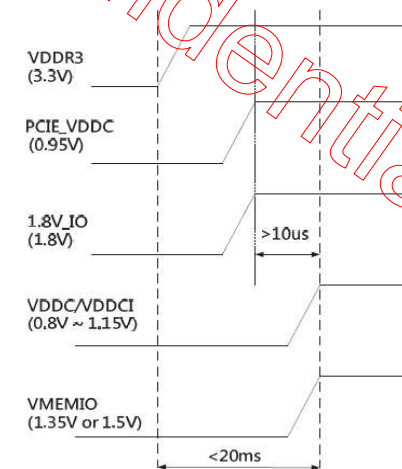 VDDR3
(3.3V)
PCIE_VDDC
(0.95V)
1.8V_IO
(1.8V)
>10us
VDDC/VDDCI
(0.8V ~ 1.15V)
VMEMIO
(1.35V or 1.5V)
<20ms